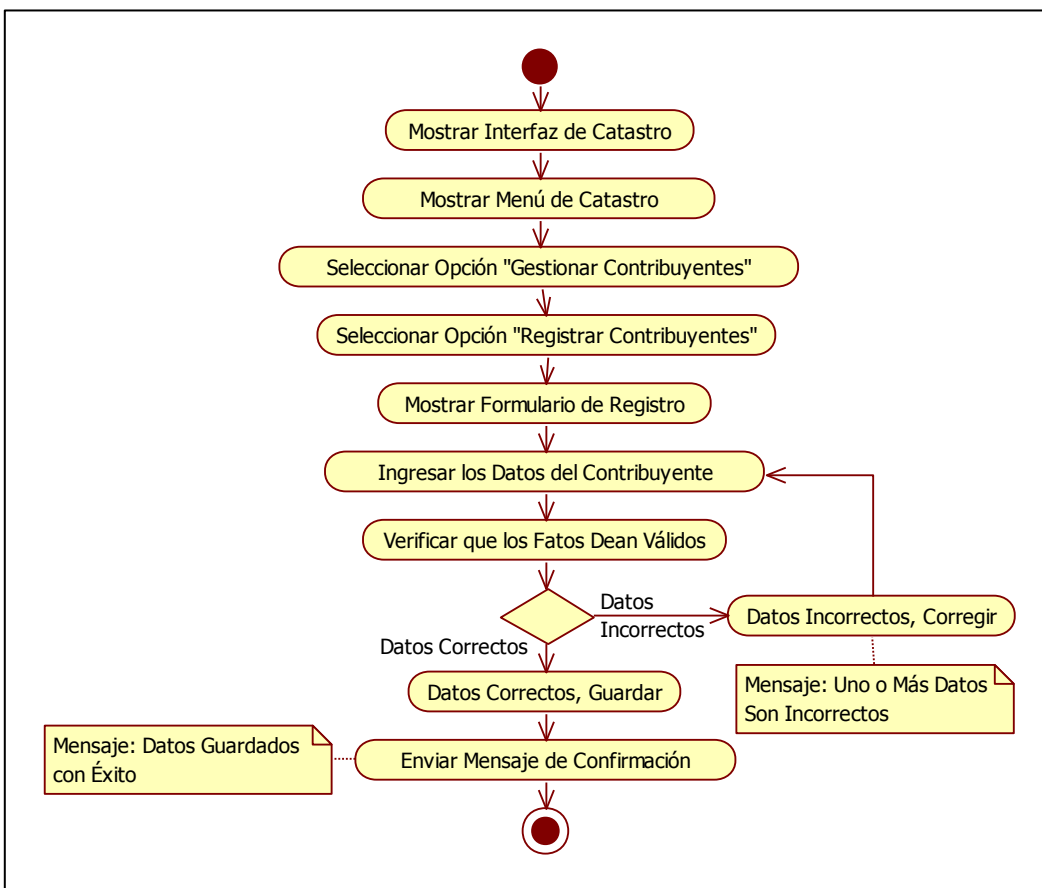 Mostrar Interfaz de Catastro
Mostrar Menú de Catastro
Seleccionar Opción "Gestionar Contribuyentes"
Seleccionar Opción "Registrar Contribuyentes"
Mostrar Formulario de Registro
Ingresar los Datos del Contribuyente
Verificar que los Fatos Dean Válidos
Datos
Incorrectos
Datos Incorrectos, Corregir
Datos Correctos
Mensaje: Uno o Más Datos
Son Incorrectos
Datos Correctos, Guardar
Mensaje: Datos Guardados
con Éxito
Enviar Mensaje de Confirmación